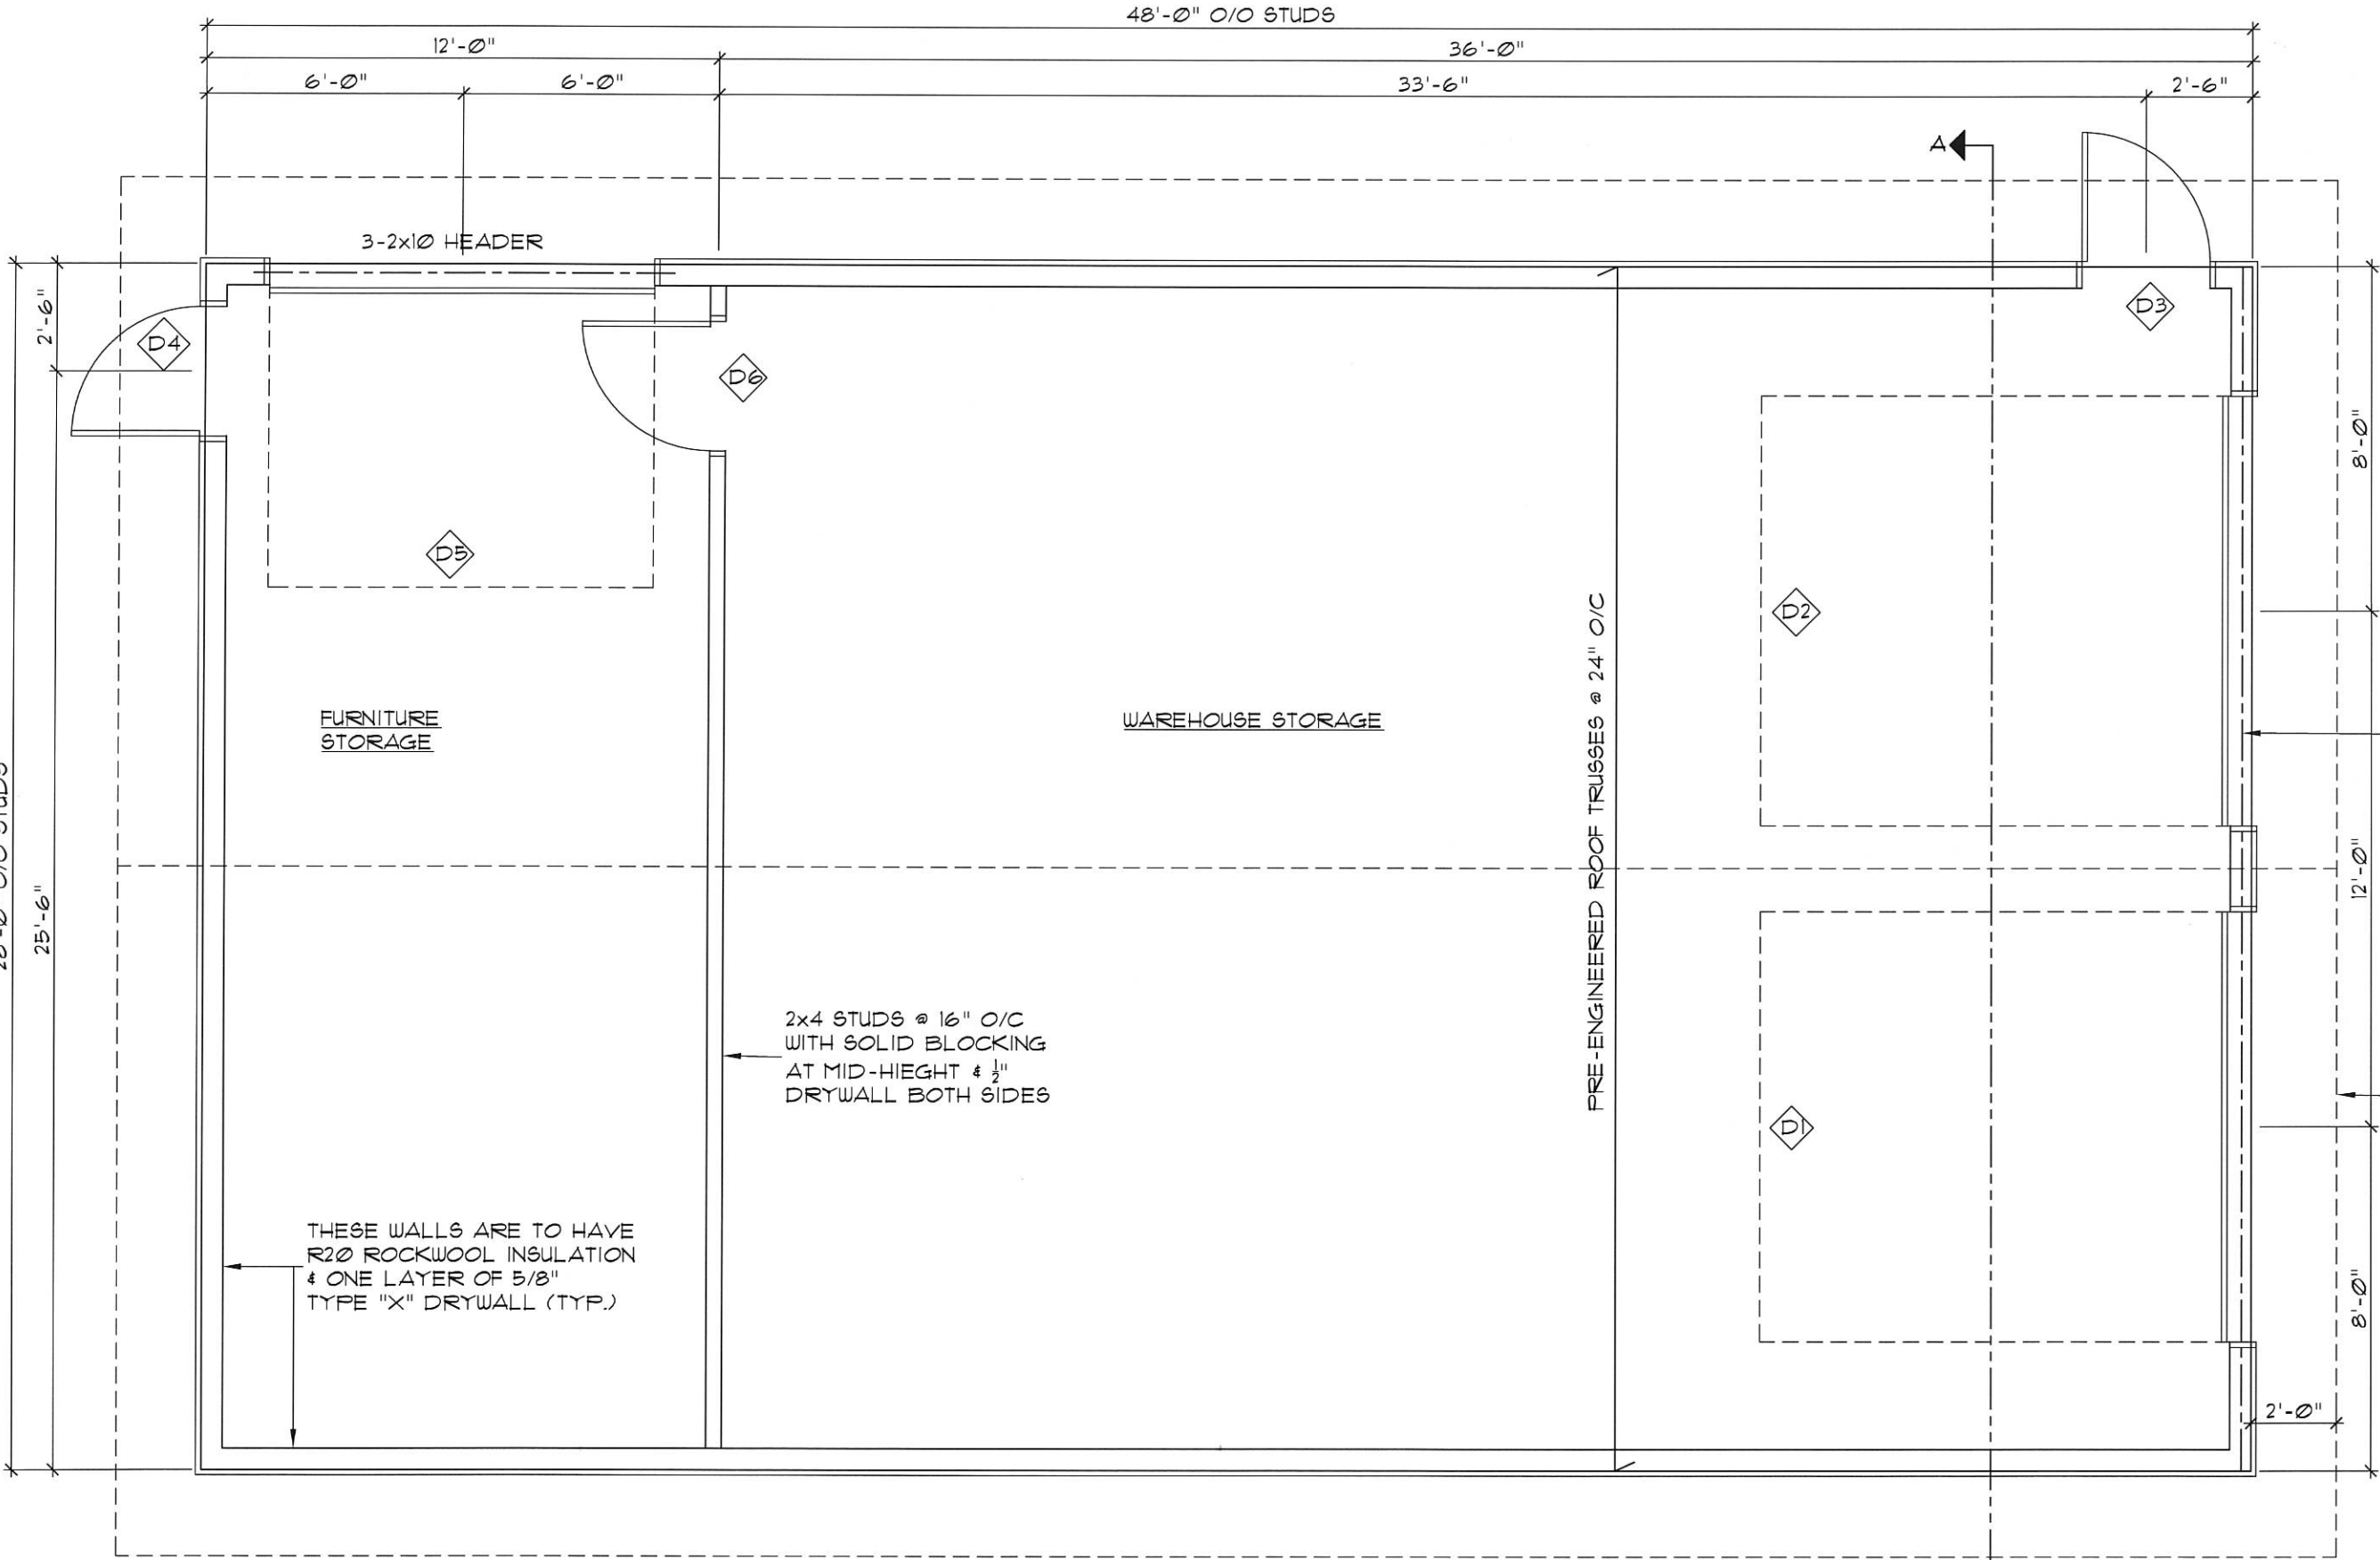 48'-0" O/O STUDS
12'-0"
36'-0"
6'-0"
6'-0"
33'-6"
2'-6"
A
3-2x10 HEADER
2'-6"
D4
D3
D6
8'-0"
D5
D2
PRE-ENGINEERED ROOF TRUSSES @ 24" O/C
FURNITURE
STORAGE
WAREHOUSE STORAGE
25'-6"
12'-0"
2x4 STUDS @ 16" O/C
WITH SOLID BLOCKING
AT MID-HIEGHT & ½"
DRYWALL BOTH SIDES
D1
THESE WALLS ARE TO HAVE
R20 ROCKWOOL INSULATION
& ONE LAYER OF 5/8"
TYPE "X" DRYWALL (TYP.)
8'-0"
2'-0"